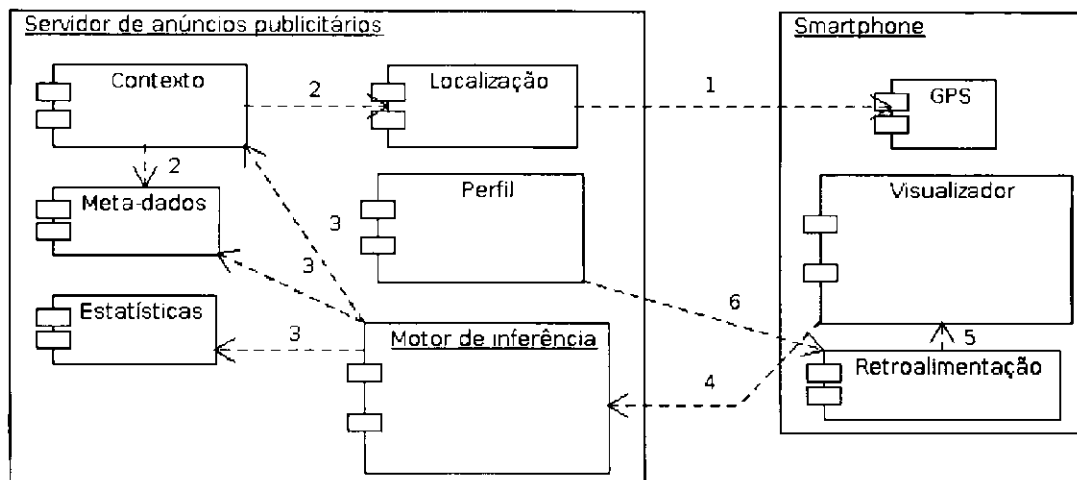 Servidor de anúncios publicitários
Smartphone
Contexto
2
Localização
1
GPS
2
Meta-dados
Perfil
Visualizador
3
3
Estatísticas
3
Motor de inferência
6
4
5
Retroalimentação